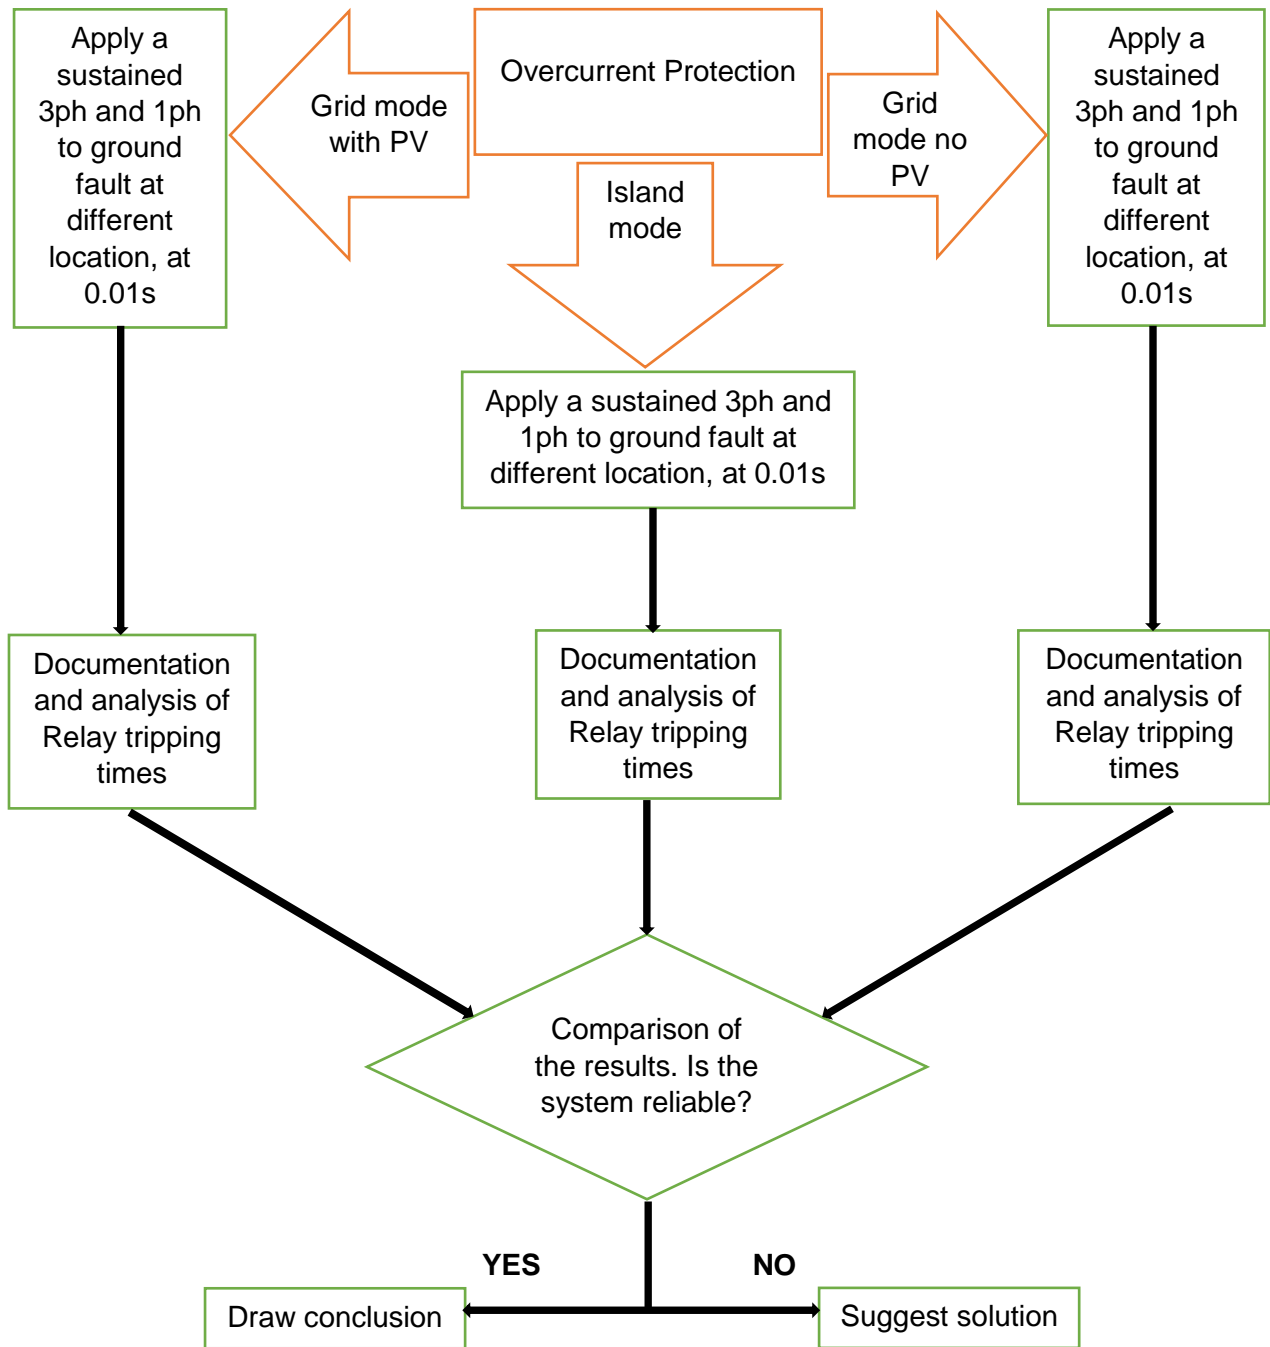 Overcurrent Protection
Grid mode
with PV
Island
mode
Grid
mode no
PV
Apply a
sustained
3ph and 1ph
to ground
fault at
different
location, at
0.01s
Apply a sustained 3ph and
1ph to ground fault at
different location, at 0.01s
Apply a
sustained
3ph and 1ph
to ground
fault at
different
location, at
0.01s
Documentation
and analysis of
Relay tripping
times
Documentation
and analysis of
Relay tripping
times
Documentation
and analysis of
Relay tripping
times
Comparison of
the results. Is the
system reliable?
YES
NO
Draw conclusion
Suggest solution